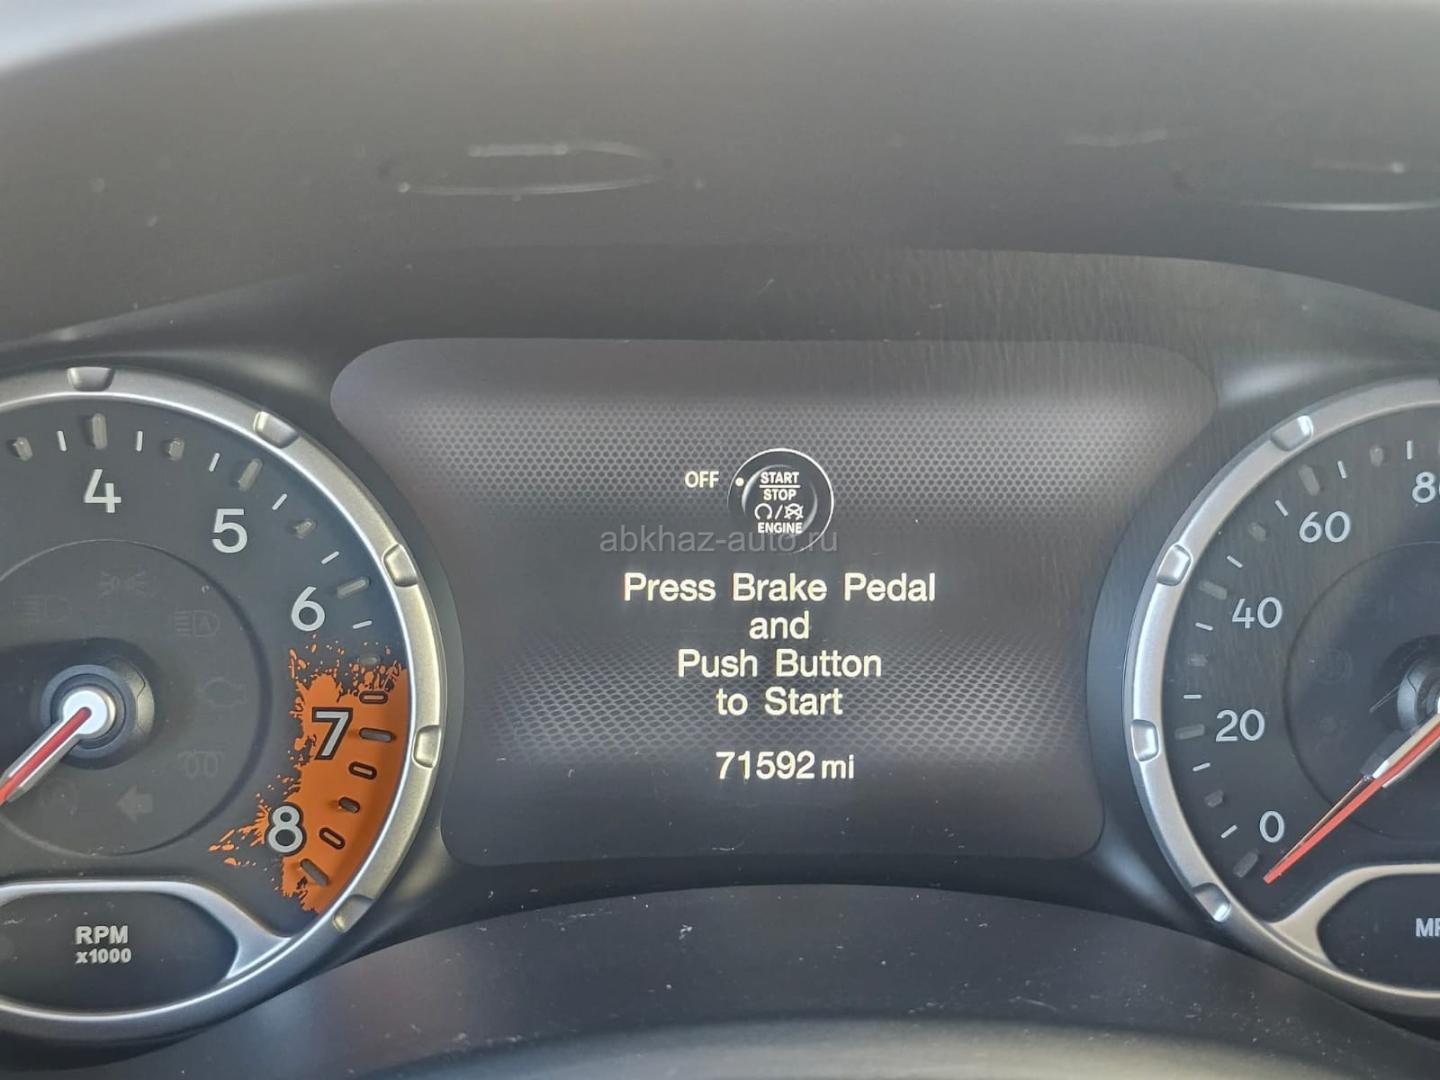 OFF
START
STOP
ENGINE
abkhaz-auto.ru
Press Brake Pedal
and
Push Button
to Start
71592 mi
4
5
6
7
8
RPM
x1000
60
40
20
0